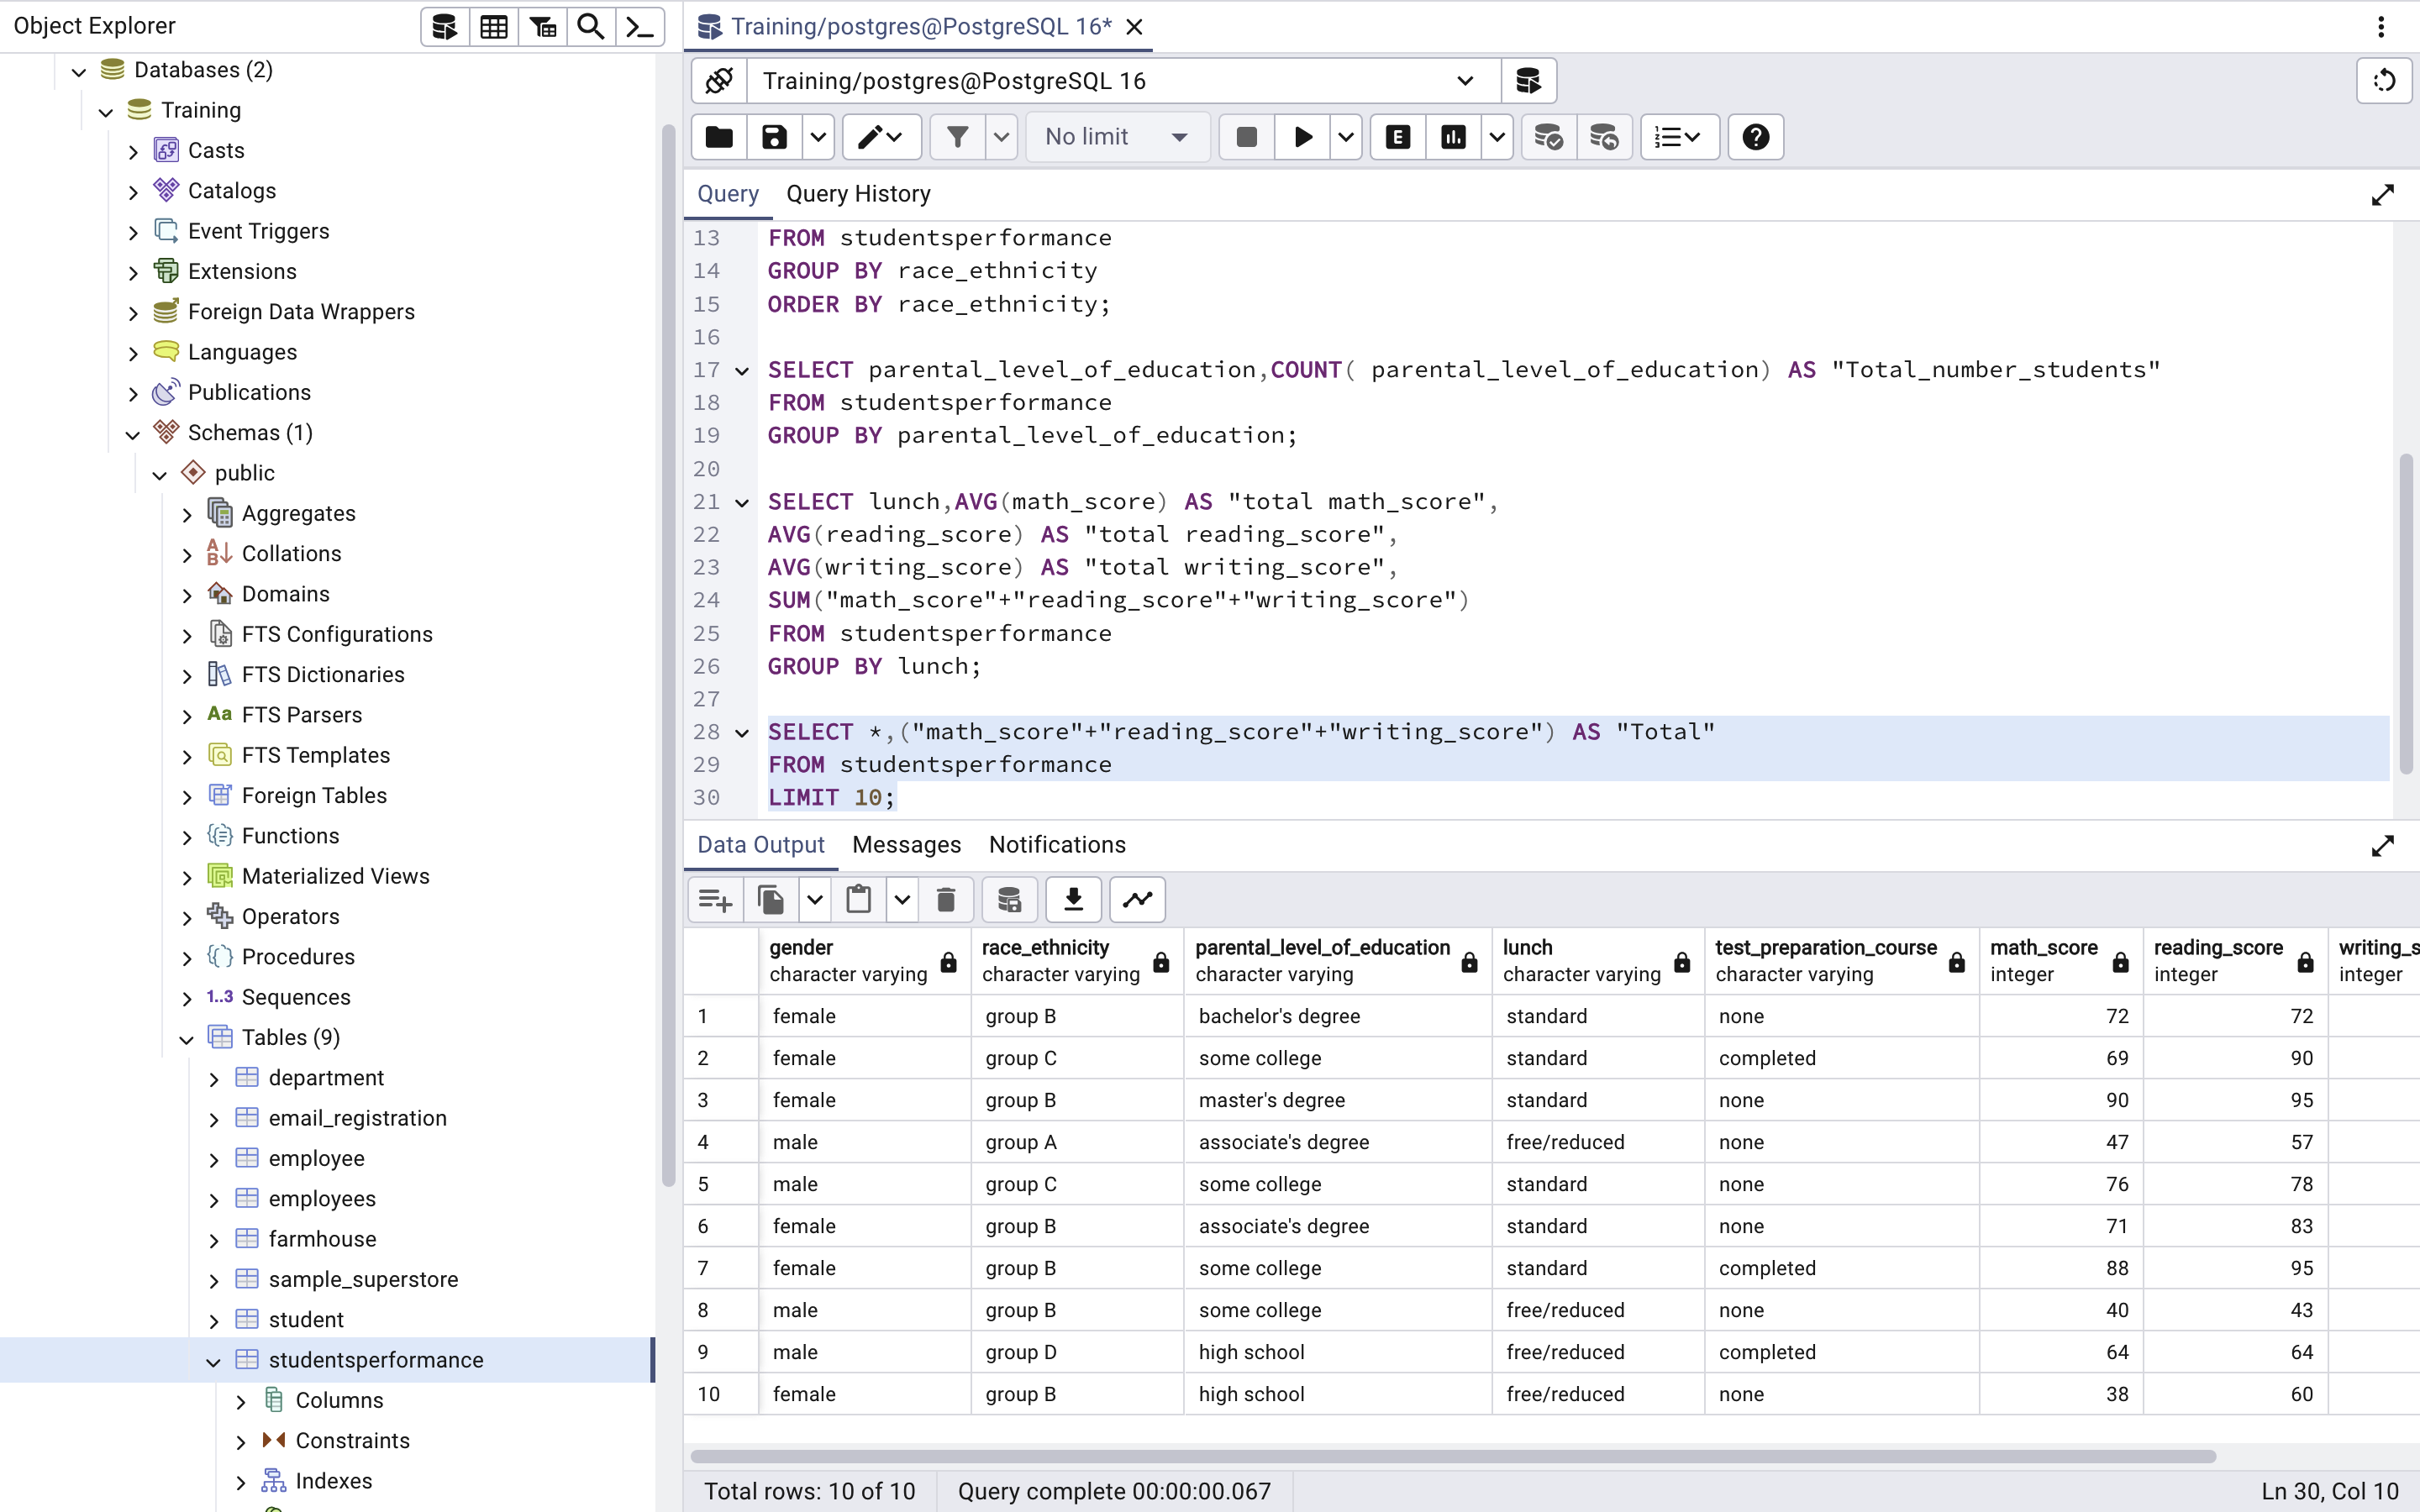 Object Explorer
Databases (2)
Training
Casts
Catalogs
Event Triggers
Extensions
Foreign Data Wrappers
Languages
Publications
Schemas (1)
public
Aggregates
Collations
Domains
FTS Configurations
FTS Dictionaries
Aa FTS Parsers
FTS Templates
Foreign Tables
Functions
Materialized Views
Operators
Procedures
1..3 Sequences
Tables (9)
department
email_registration
employee
employees
farmhouse
sample_superstore
student
studentsperformance
Columns
Constraints
Indexes
Training/postgres@PostgreSQL 16*
Training/postgres@PostgreSQL 16
No limit
E
Query Query History
13 FROM studentsperformance
14 GROUP BY race_ethnicity
15 ORDER BY race_ethnicity;
16
17 SELECT parental_level_of_education,COUNT( parental_level_of_education) AS "Total_number_students"
18 FROM studentsperformance
19 GROUP BY parental_level_of_education;
20
21 SELECT lunch,AVG(math_score) AS "total math_score",
22 AVG(reading_score) AS "total reading_score",
23 AVG(writing_score) AS "total writing_score",
24 SUM("math_score"+"reading_score"+"writing_score")
25 FROM studentsperformance
26 GROUP BY lunch;
27
28 SELECT *,("math_score"+"reading_score"+"writing_score") AS "Total"
29 FROM studentsperformance
30 LIMIT 10;
Data Output Messages Notifications
gender race_ethnicity parental_level_of_education lunch test_preparation_course math_score reading_score writing_s
character varying character varying character varying character varying character varying integer integer integer
1 female group B bachelor's degree standard none 72 72
2 female group C some college standard completed 69 90
3 female group B master's degree standard none 90 95
4 male group A associate's degree free/reduced none 47 57
5 male group C some college standard none 76 78
6 female group B associate's degree standard none 71 83
7 female group B some college standard completed 88 95
8 male group B some college free/reduced none 40 43
9 male group D high school free/reduced completed 64 64
10 female group B high school free/reduced none 38 60
Total rows: 10 of 10 Query complete 00:00:00.067 Ln 30, Col 10